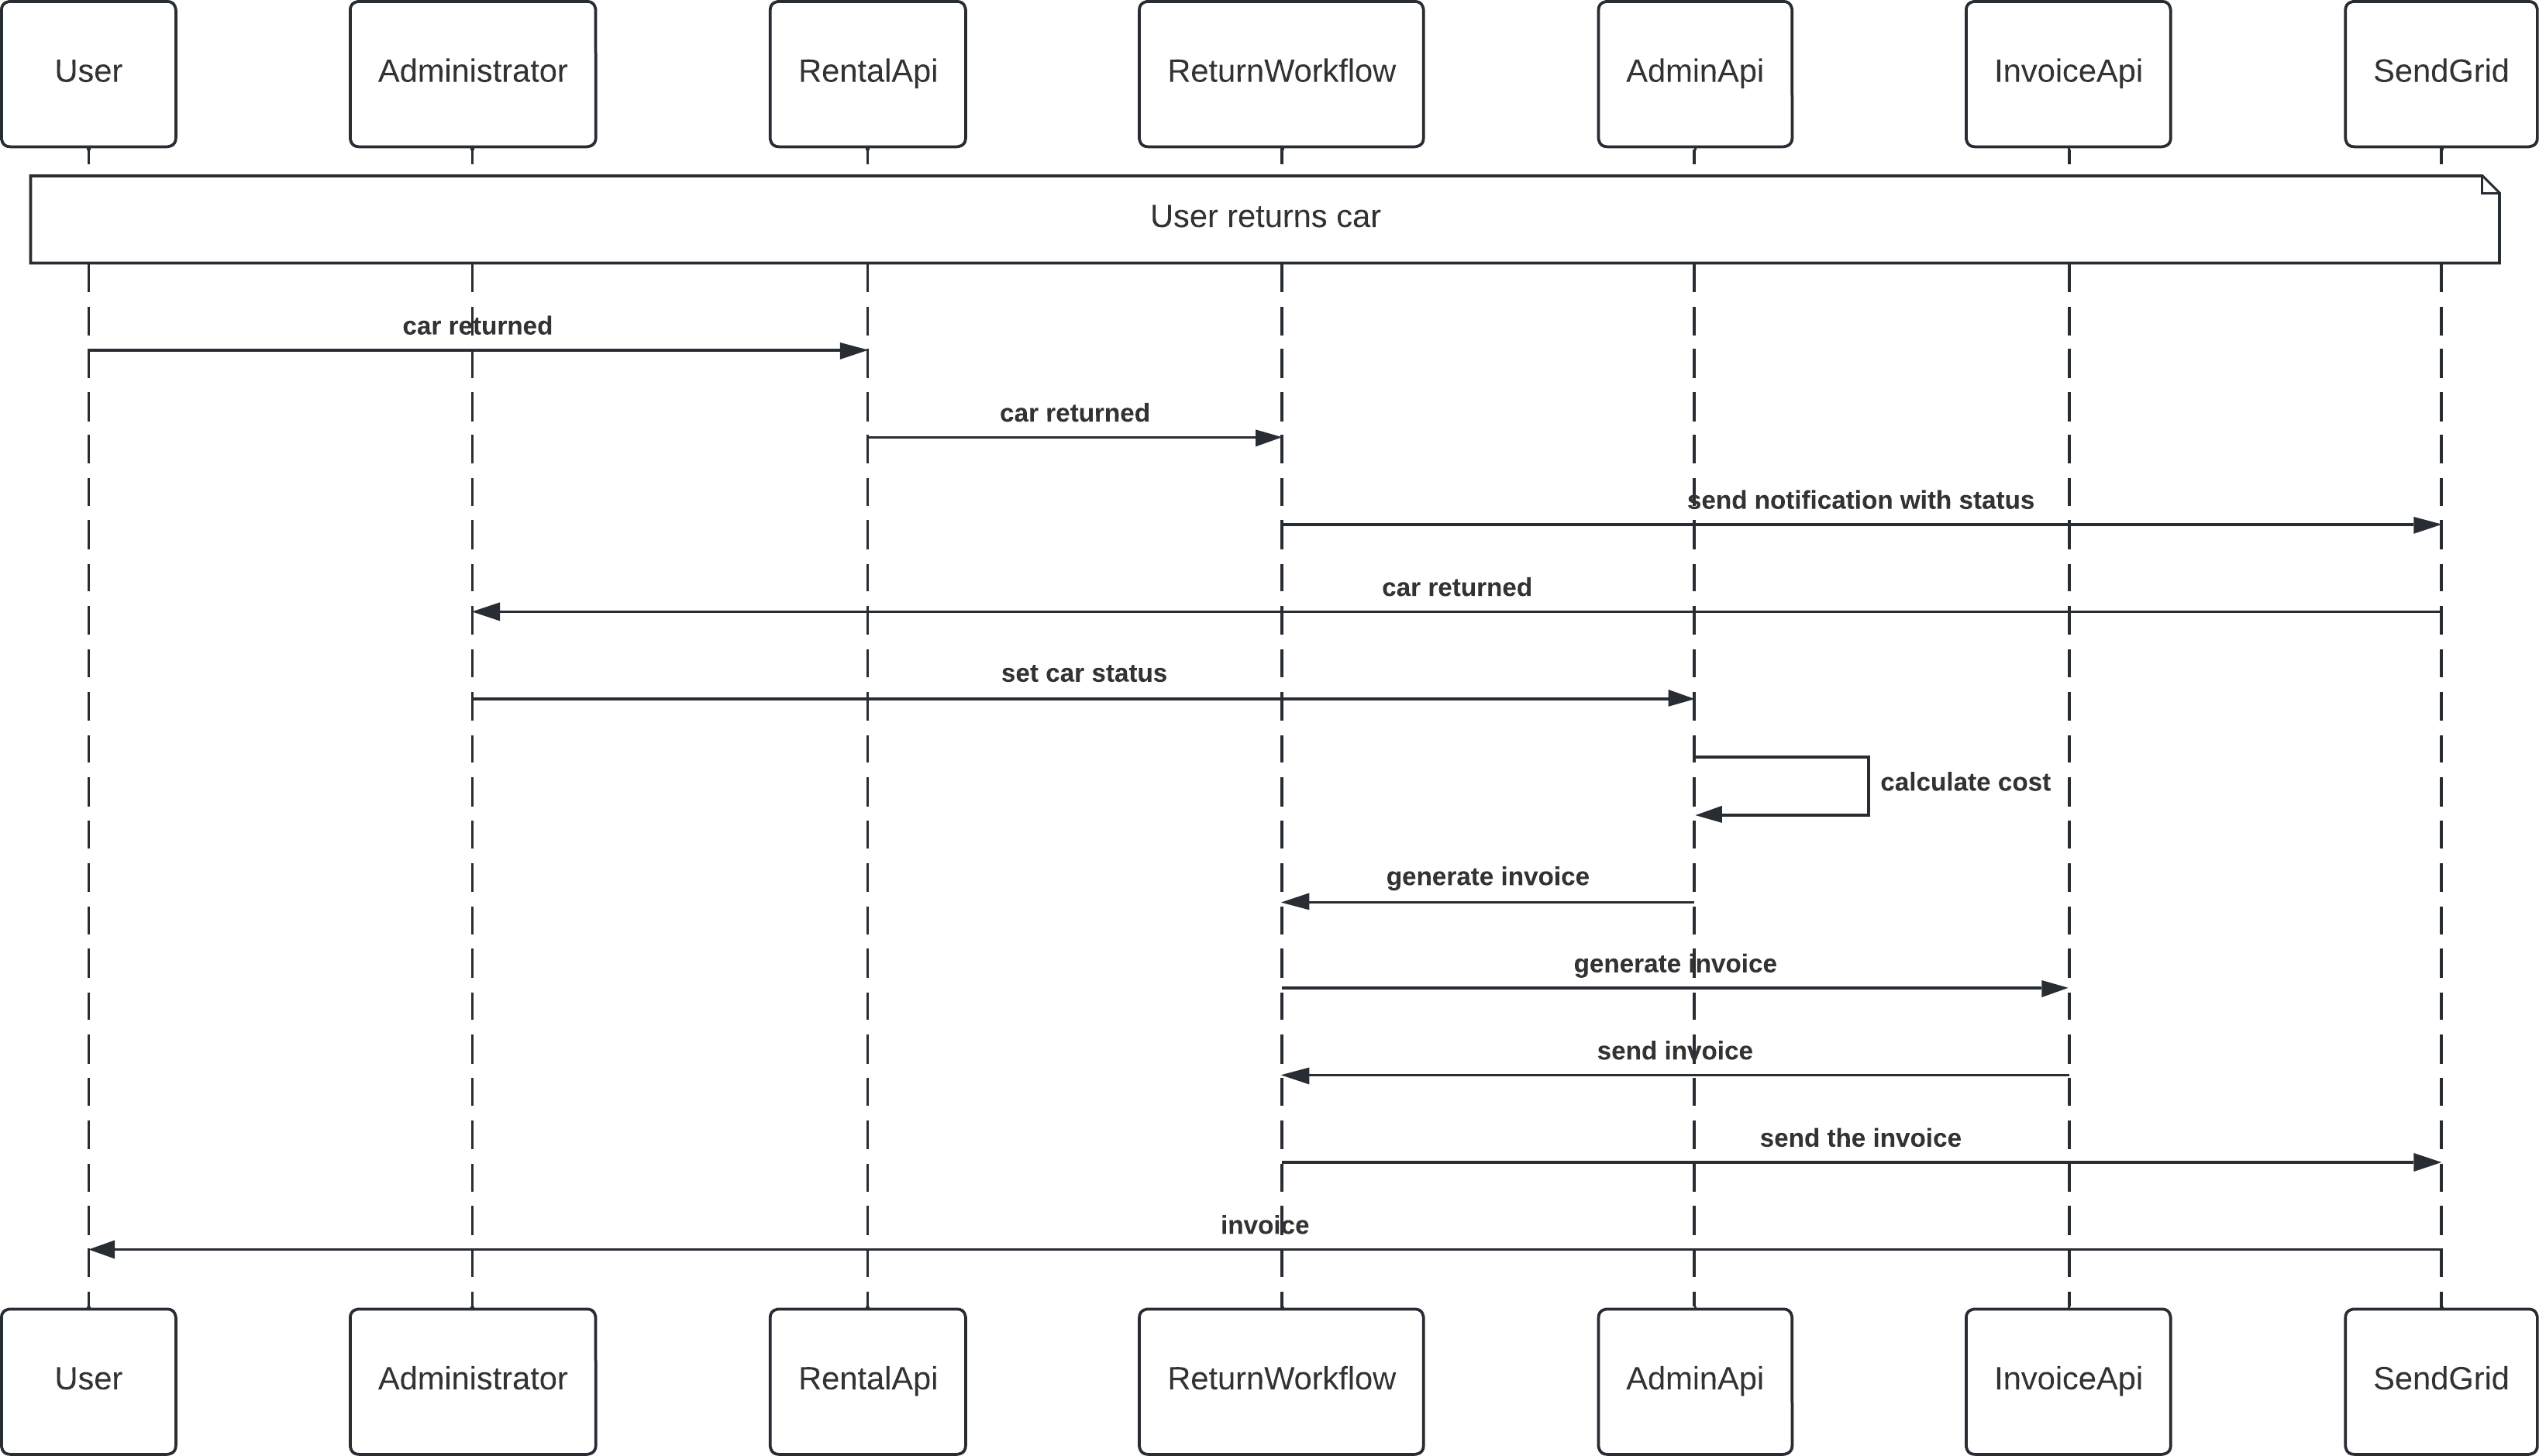 User
Administrator
RentalApi
ReturnWorkflow
AdminApi
InvoiceApi
SendGrid
User returns car
car returned
car returned
send notification with status
car returned
set car status
calculate cost
generate invoice
generate invoice
send invoice
send the invoice
invoice
User
Administrator
RentalApi
ReturnWorkflow
AdminApi
InvoiceApi
SendGrid